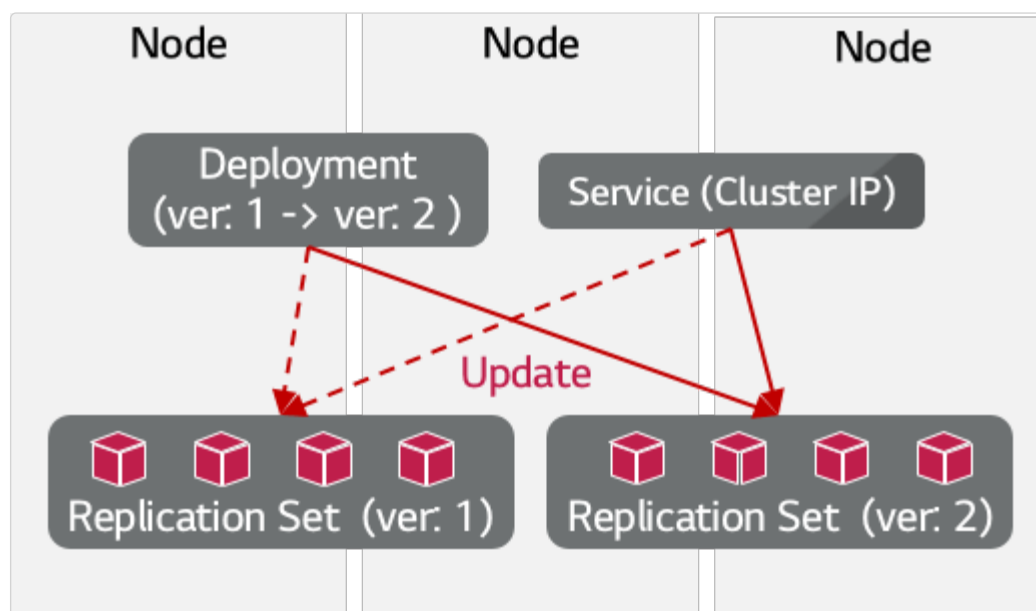 Node
Node
Node
Deployment
(ver: 1 -> ver: 2 )
Service (Cluster IP)
Update
Replication Set (ver: 1)
Replication Set (ver: 2)